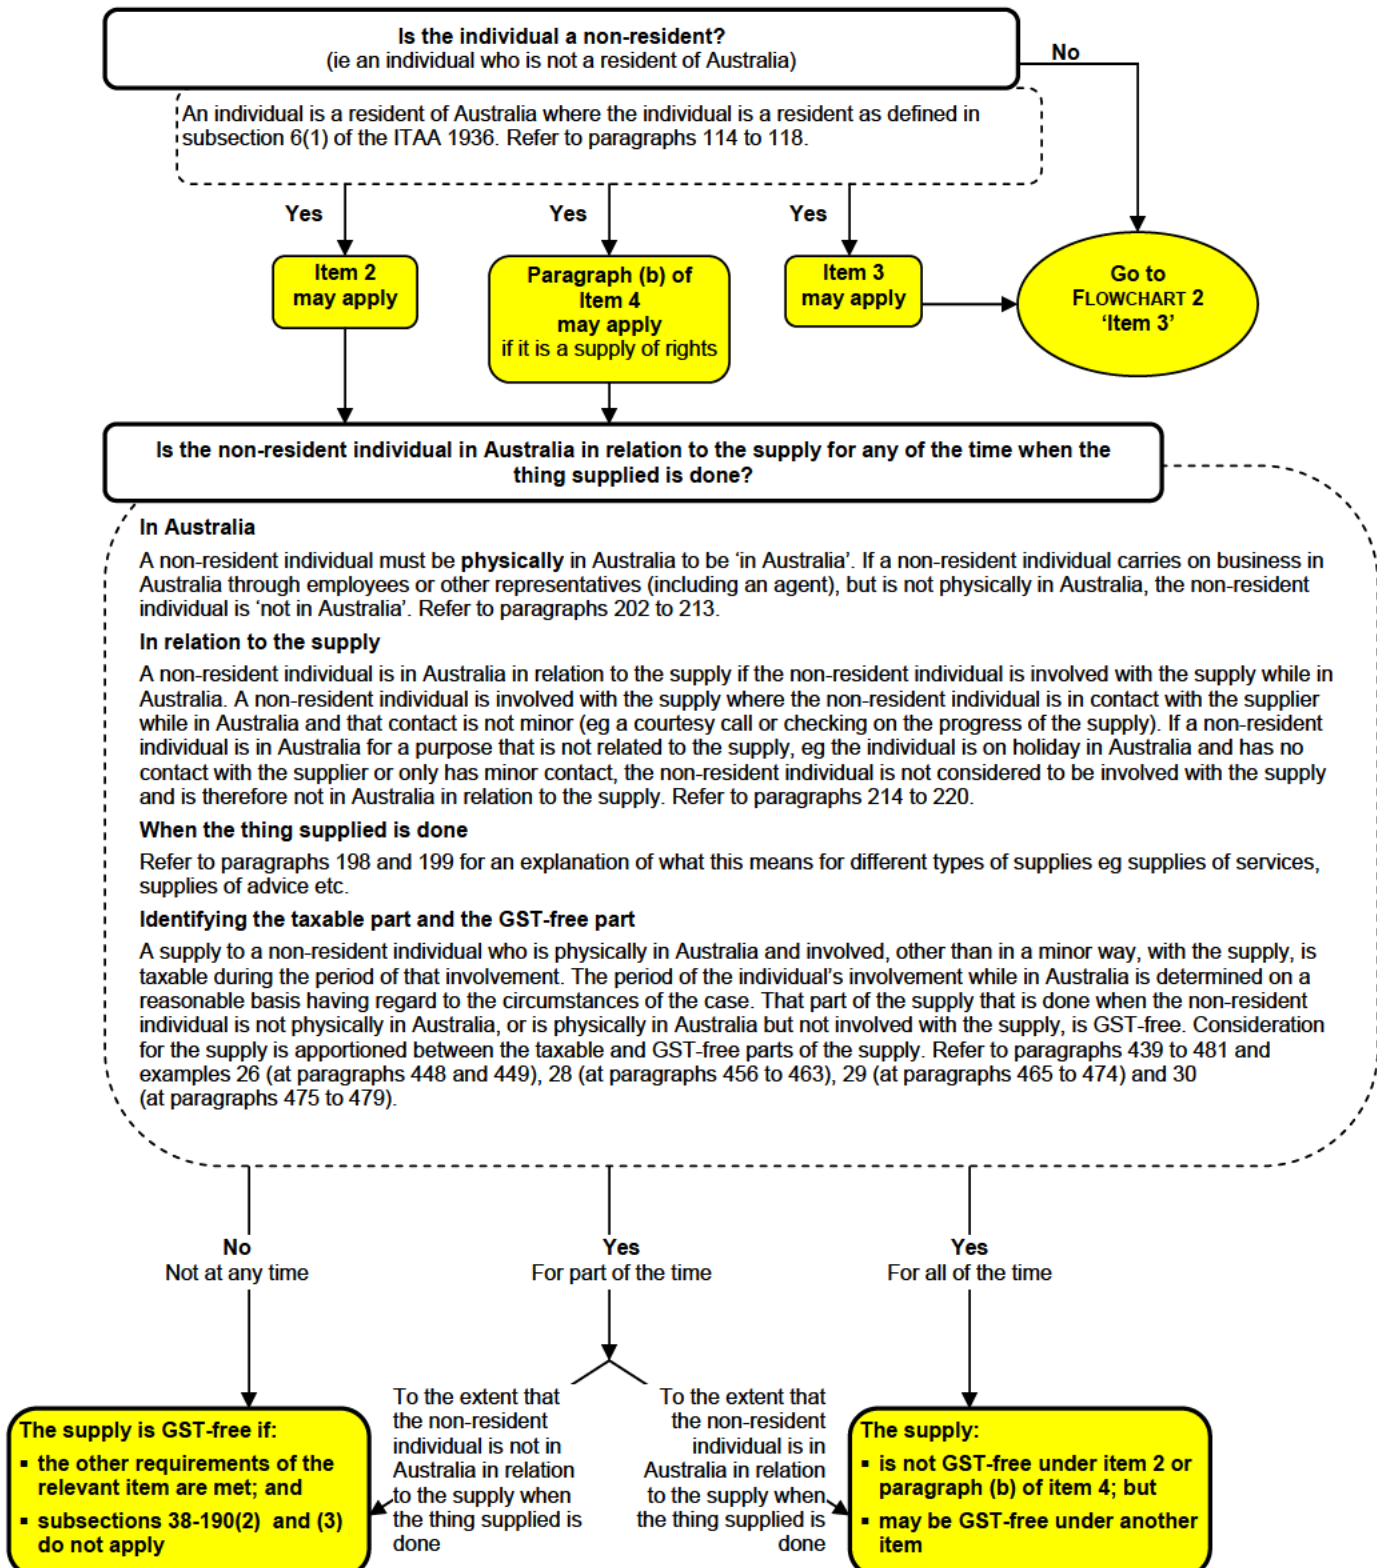 Is the individual a non-resident?
(ie an individual who is not a resident of Australia)
No
An individual is a resident of Australia where the individual is a resident as defined in
subsection 6(1) of the ITAA 1936. Refer to paragraphs 114 to 118.
Yes
Yes
Yes
Item 2
may apply
Paragraph (b) of
Item 4
may apply
if it is a supply of rights
Item 3
may apply
Go to
FLOWCHART 2
‘Item 3’
Is the non-resident individual in Australia in relation to the supply for any of the time when the
thing supplied is done?
In Australia
A non-resident individual must be physically in Australia to be ‘in Australia’. If a non-resident individual carries on business in
Australia through employees or other representatives (including an agent), but is not physically in Australia, the non-resident
individual is ‘not in Australia’. Refer to paragraphs 202 to 213.
In relation to the supply
A non-resident individual is in Australia in relation to the supply if the non-resident individual is involved with the supply while in
Australia. A non-resident individual is involved with the supply where the non-resident individual is in contact with the supplier
while in Australia and that contact is not minor (eg a courtesy call or checking on the progress of the supply). If a non-resident
individual is in Australia for a purpose that is not related to the supply, eg the individual is on holiday in Australia and has no
contact with the supplier or only has minor contact, the non-resident individual is not considered to be involved with the supply
and is therefore not in Australia in relation to the supply. Refer to paragraphs 214 to 220.
When the thing supplied is done
Refer to paragraphs 198 and 199 for an explanation of what this means for different types of supplies eg supplies of services,
supplies of advice etc.
Identifying the taxable part and the GST-free part
A supply to a non-resident individual who is physically in Australia and involved, other than in a minor way, with the supply, is
taxable during the period of that involvement. The period of the individual’s involvement while in Australia is determined on a
reasonable basis having regard to the circumstances of the case. That part of the supply that is done when the non-resident
individual is not physically in Australia, or is physically in Australia but not involved with the supply, is GST-free. Consideration
for the supply is apportioned between the taxable and GST-free parts of the supply. Refer to paragraphs 439 to 481 and
examples 26 (at paragraphs 448 and 449), 28 (at paragraphs 456 to 463), 29 (at paragraphs 465 to 474) and 30
(at paragraphs 475 to 479).
No
Not at any time
Yes
For part of the time
Yes
For all of the time
The supply is GST-free if:
▪ the other requirements of the
relevant item are met; and
▪ subsections 38-190(2) and (3)
do not apply
To the extent that
the non-resident
individual is not in
Australia in relation
to the supply when
the thing supplied is
done
To the extent that
the non-resident
individual is in
Australia in relation
to the supply when
the thing supplied is
done
The supply:
▪ is not GST-free under item 2 or
paragraph (b) of item 4; but
▪ may be GST-free under another
item